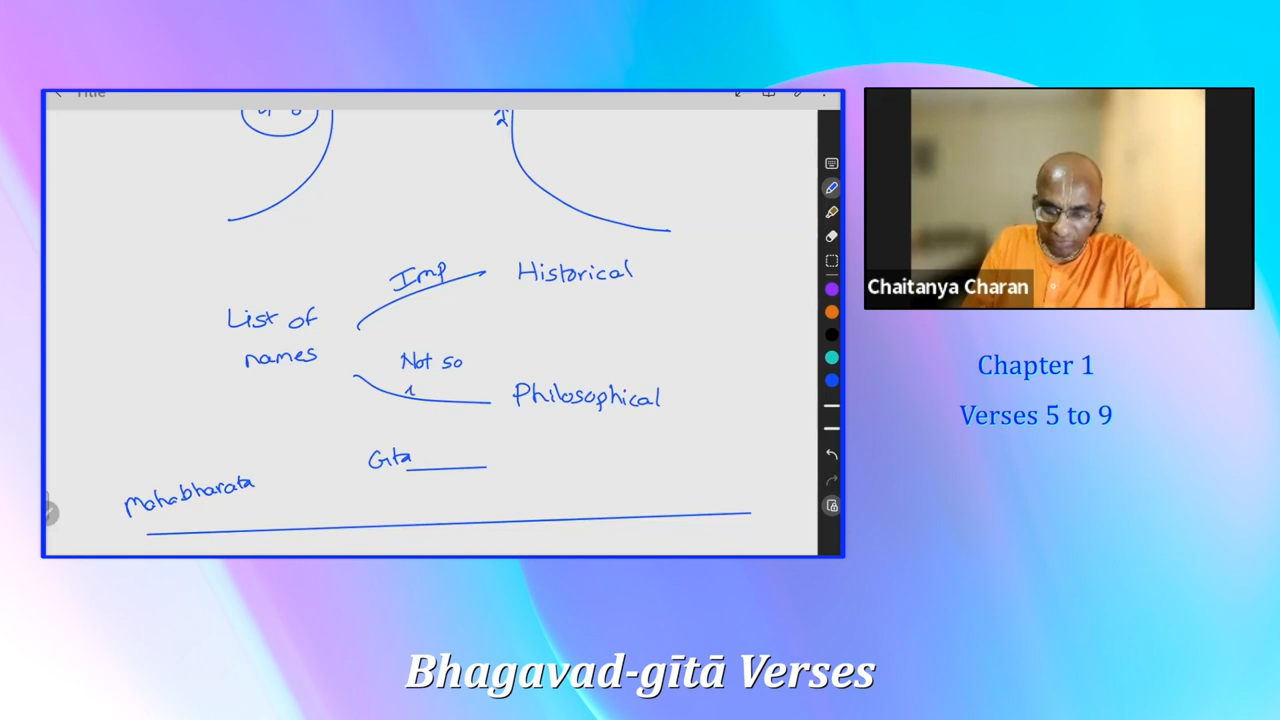 Title
Imp
Historical
List of
names
Not so
Philosophical
Gita
Mahabharata
Chaitanya Charan
Chapter 1
Verses 5 to 9
Bhagavad-gītā Verses